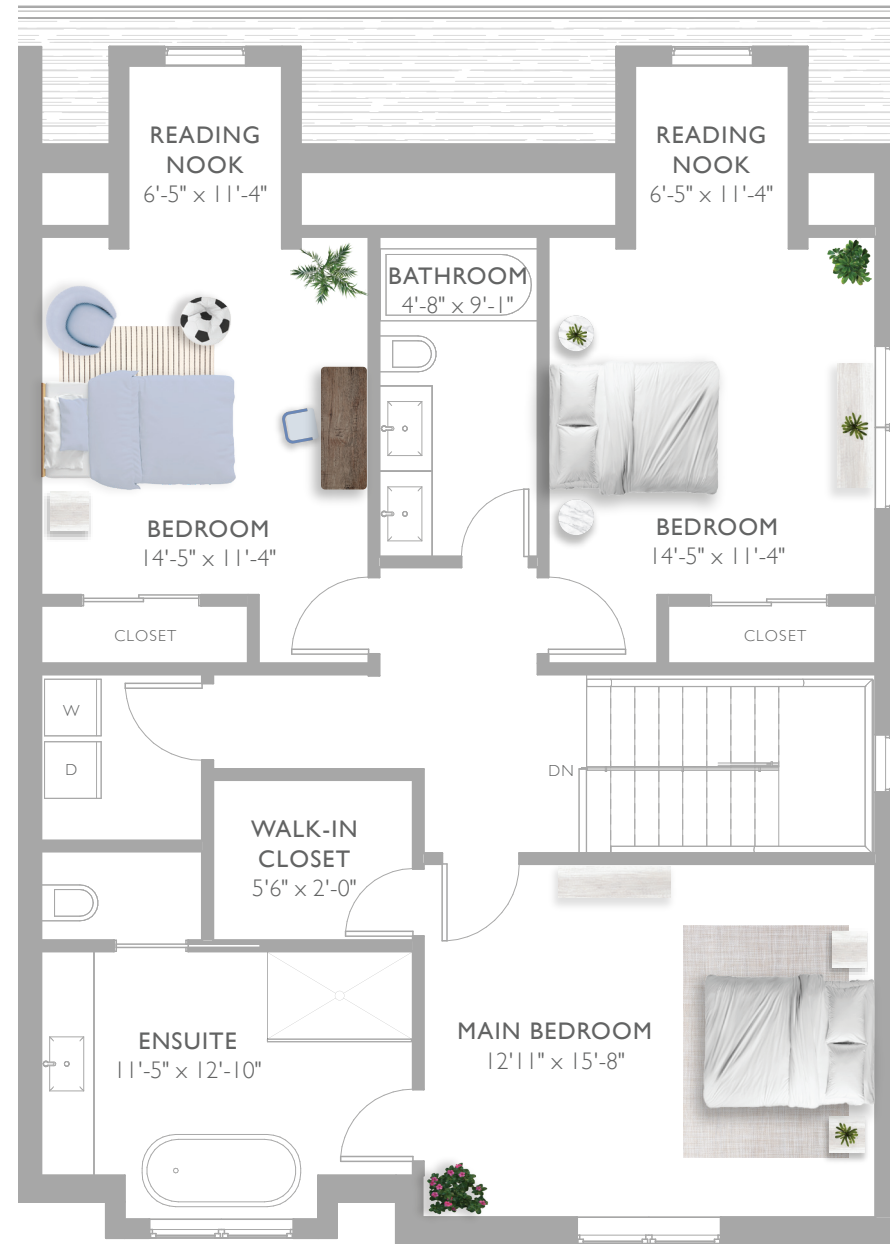 READING
NOOK
6'-5" x 11'-4"
READING
NOOK
6'-5" x 11'-4"
BATHROOM
4'-8" x 9'-1"
BEDROOM
14'-5" x 11'-4"
BEDROOM
14'-5" x 11'-4"
CLOSET
CLOSET
W
D
DN
WALK-IN
CLOSET
5'6" x 2'-0"
ENSUITE
11'-5" x 12'-10"
MAIN BEDROOM
12'11" x 15'-8"